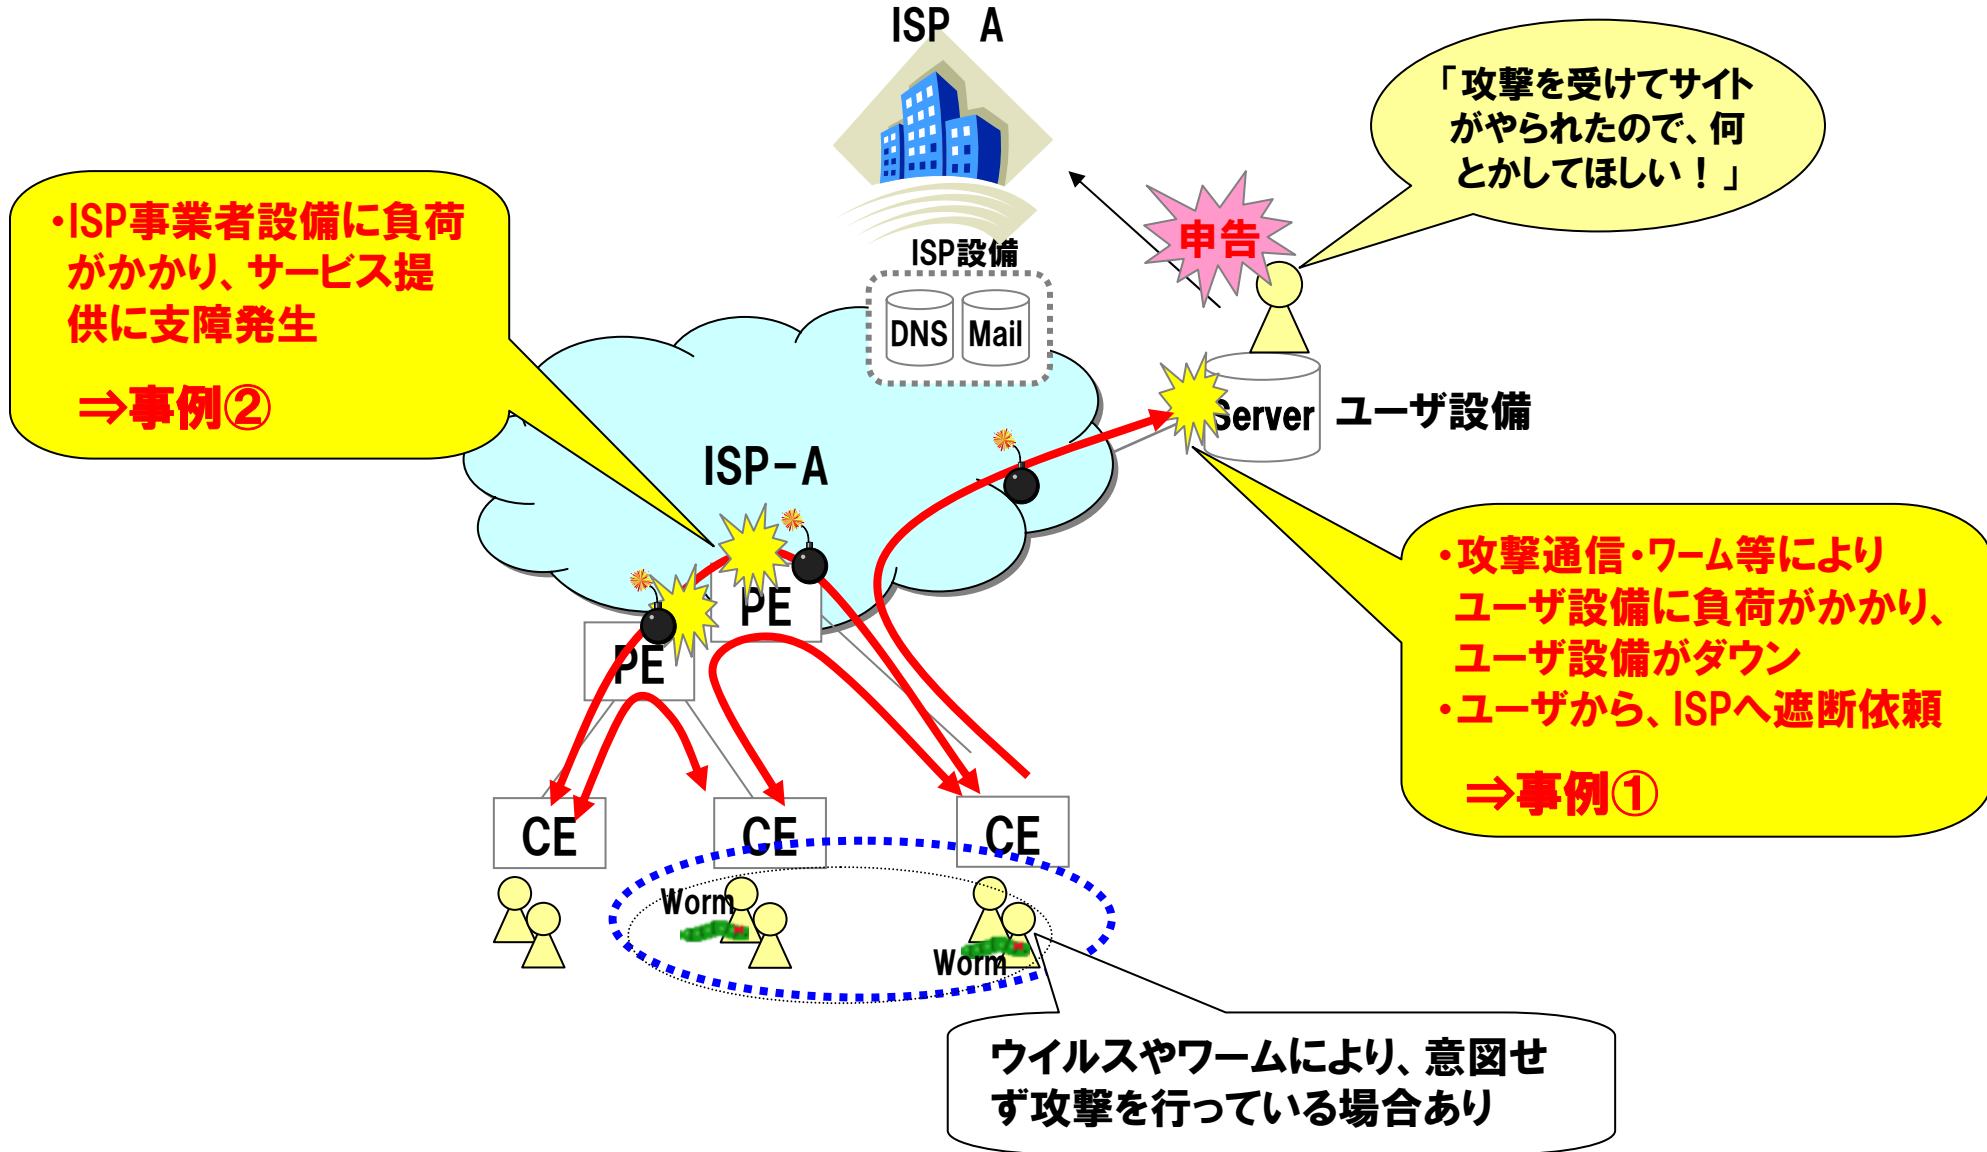 ISP　A
「攻撃を受けてサイト
がやられたので、何
とかしてほしい！」
・ISP事業者設備に負荷
がかかり、サービス提
供に支障発生
⇒事例②
申告
ISP設備
DNS
Mail
Server
ユーザ設備
ISP－A
・攻撃通信・ワーム等により
ユーザ設備に負荷がかかり、
ユーザ設備がダウン
・ユーザから、ISPへ遮断依頼
⇒事例①
PE
PE
CE
CE
CE
Worm
Worm
ウイルスやワームにより、意図せ
ず攻撃を行っている場合あり